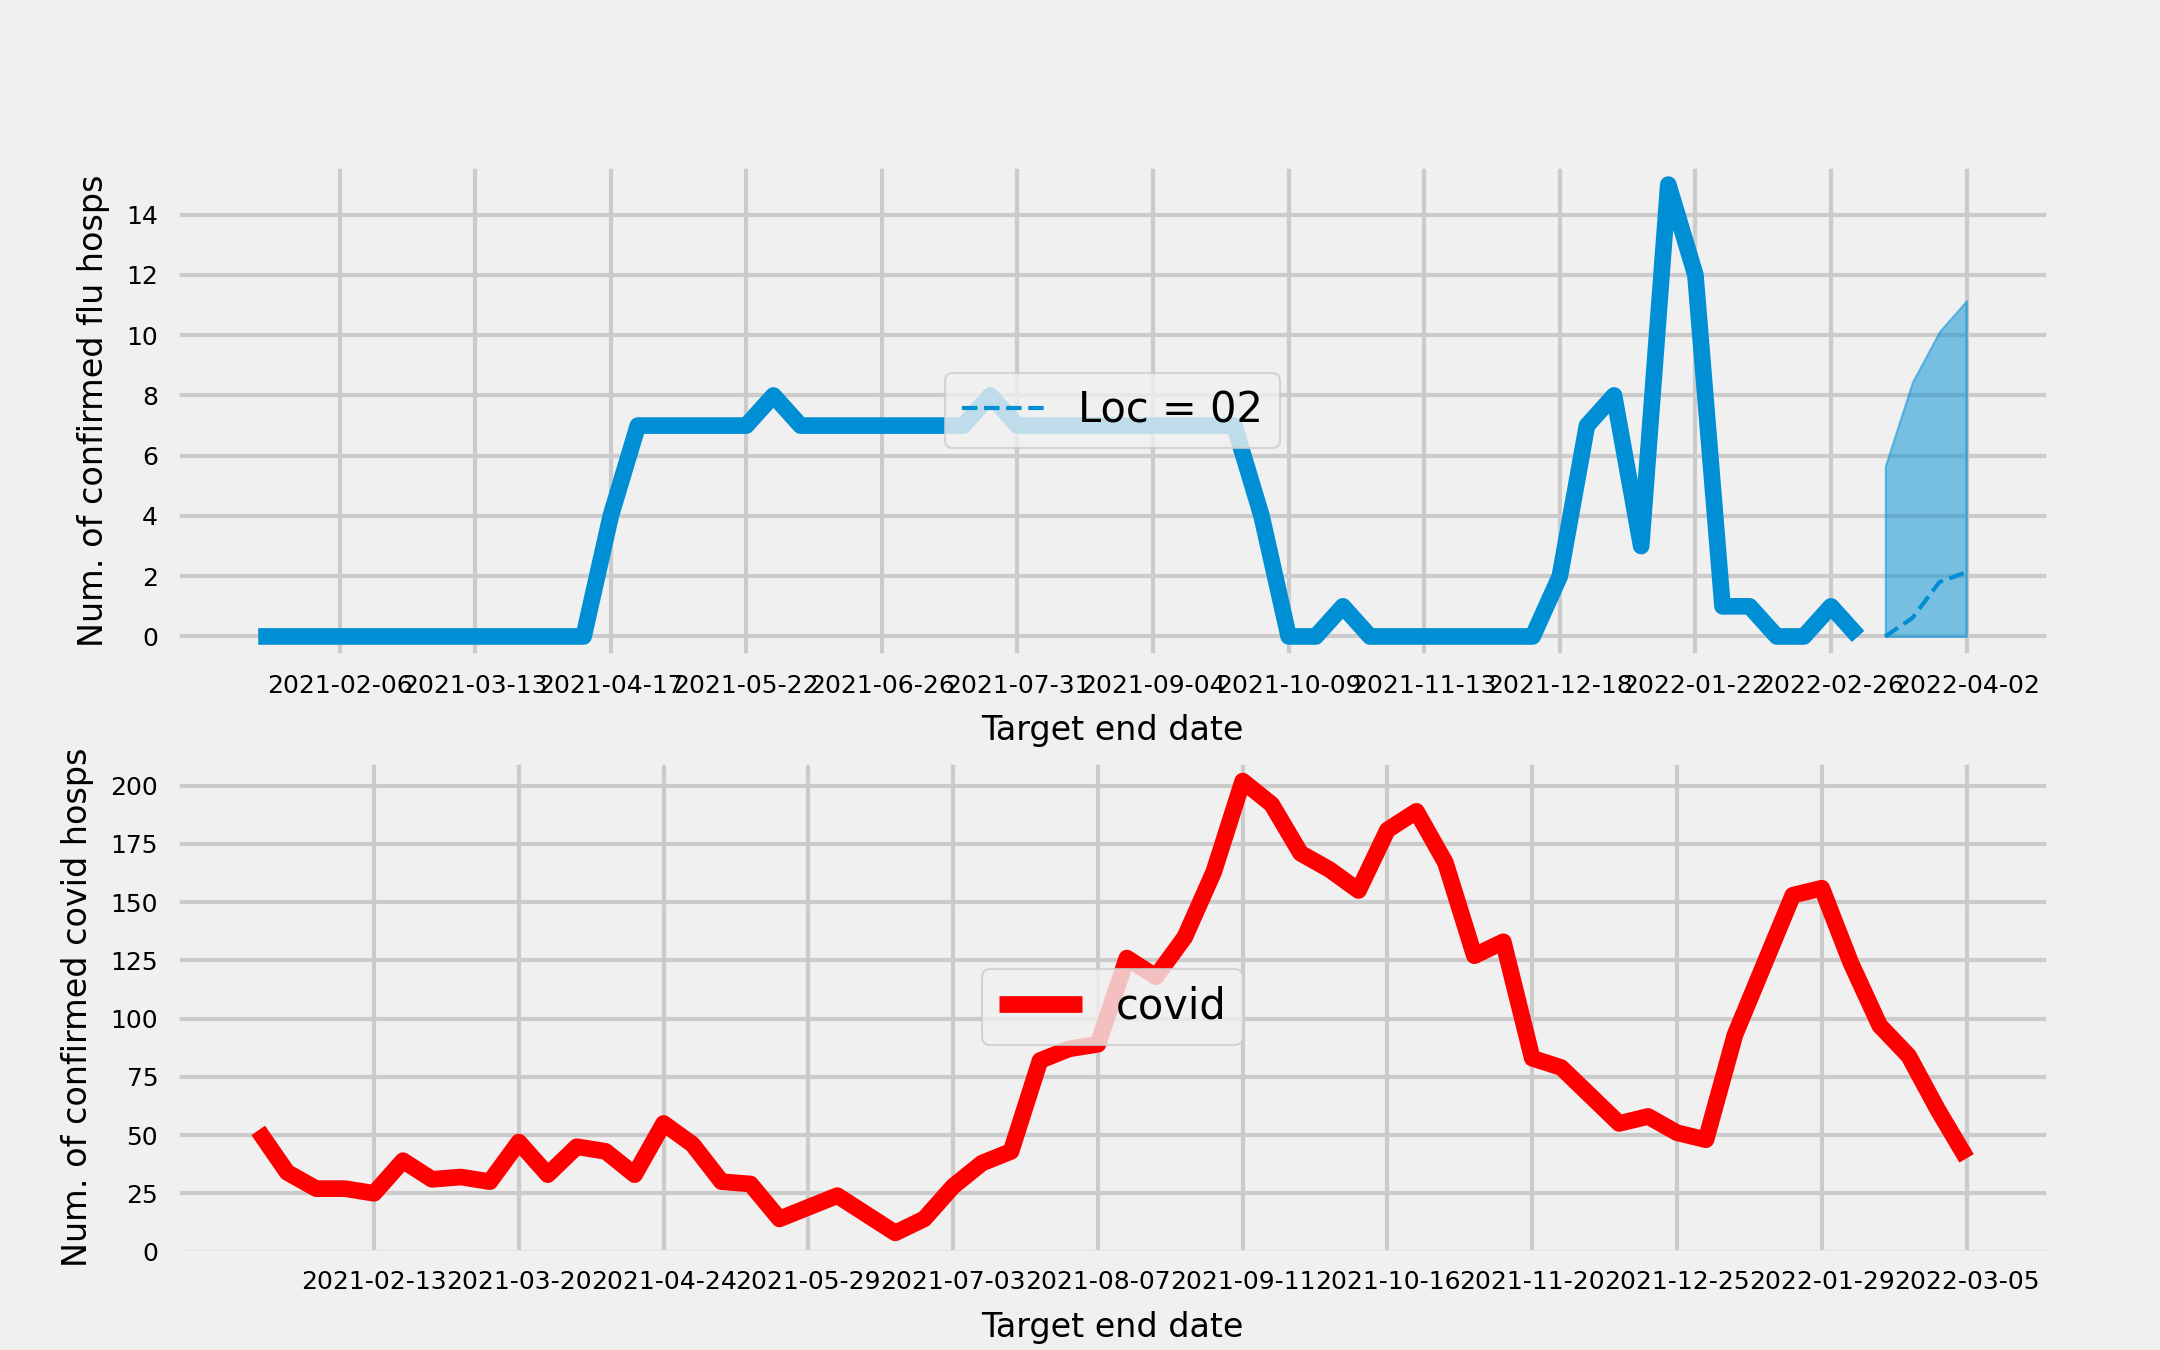 Num. of confirmed flu hosps
14
12
10
8
6
4
2
0
Loc = 02
2021-02-06 2021-03-13 2021-04-17 2021-05-22 2021-06-26 2021-07-31 2021-09-04 2021-10-09 2021-11-13 2021-12-18 2022-01-22 2022-02-26 2022-04-02
Target end date
Num. of confirmed covid hosps
200
175
150
125
100
75
50
25
0
covid
2021-02-13 2021-03-20 2021-04-24 2021-05-29 2021-07-03 2021-08-07 2021-09-11 2021-10-16 2021-11-20 2021-12-25 2022-01-29 2022-03-05
Target end date